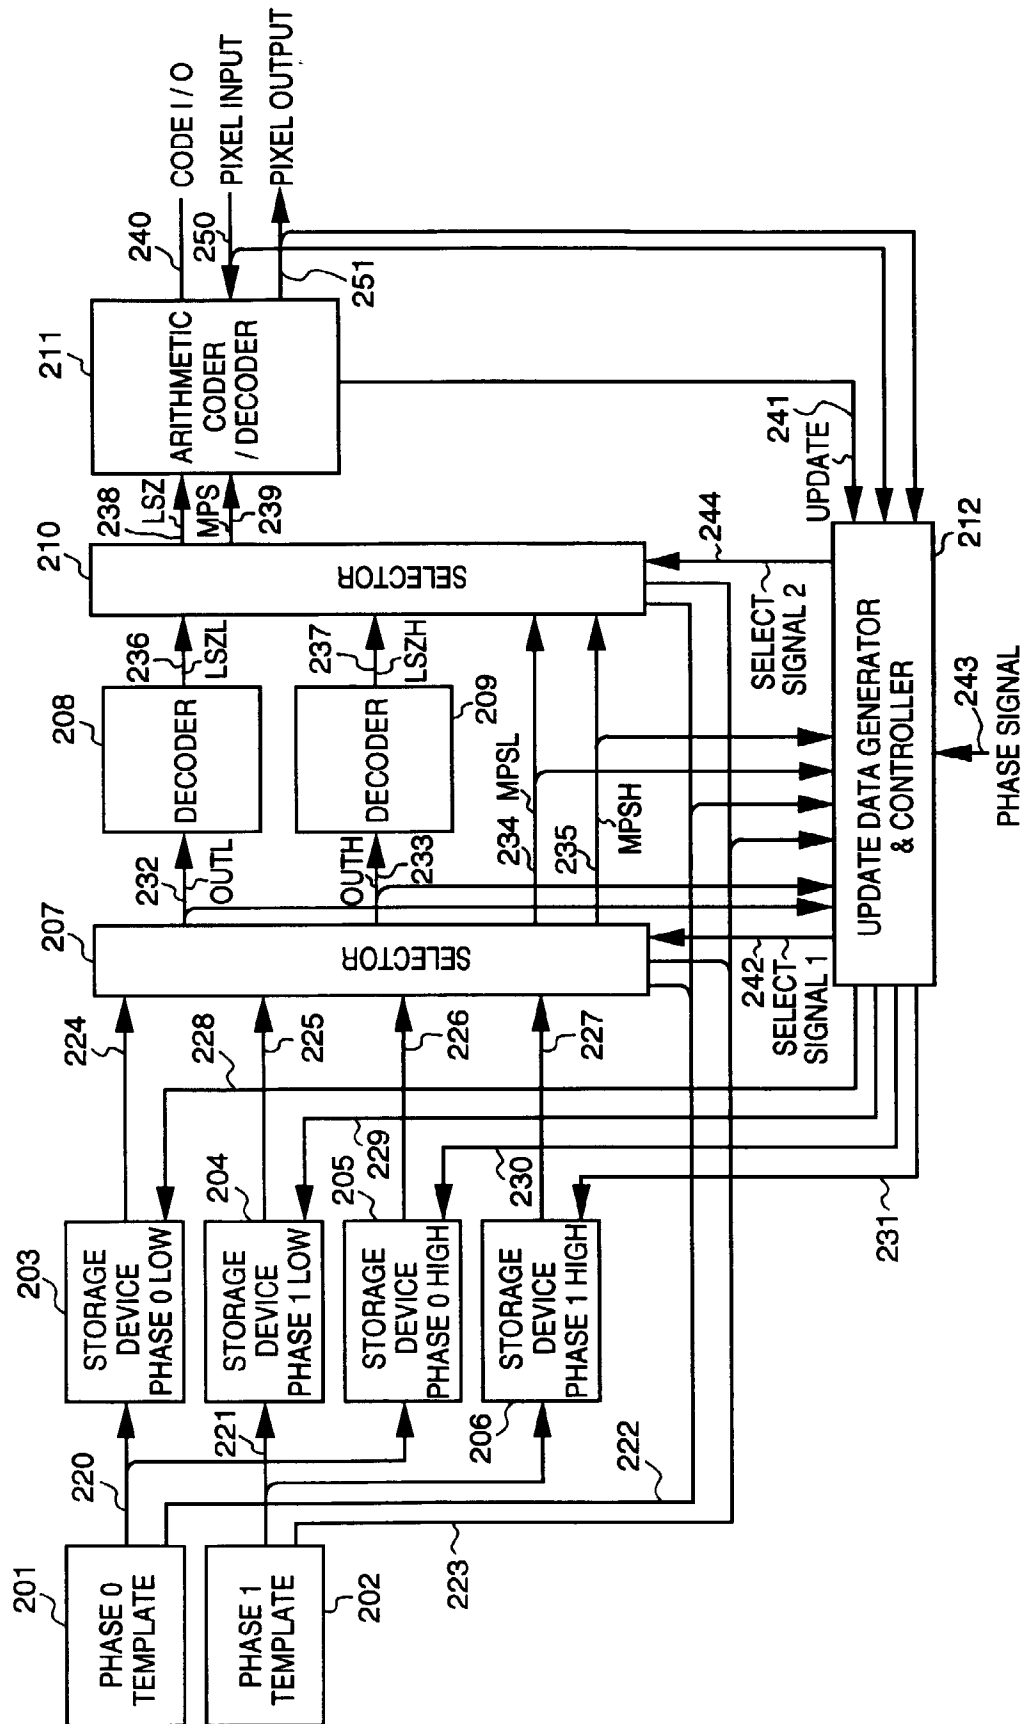 201
PHASE 0
TEMPLATE
202
PHASE 1
TEMPLATE
220
221
222
223
203
STORAGE
DEVICE
PHASE 0 LOW
204
STORAGE
DEVICE
PHASE 1 LOW
205
STORAGE
DEVICE
PHASE 0 HIGH
206
STORAGE
DEVICE
PHASE 1 HIGH
224
225
226
227
228
229
230
231
207
SELECTOR
232
OUTL
OUTH
233
234
MPSL
235
MPSH
208
DECODER
209
DECODER
236
LSZL
237
LSZH
210
SELECTOR
238
LSZ
MPS
239
211
ARITHMETIC
CODER
/ DECODER
240
CODE I / O
250
PIXEL INPUT
251
PIXEL OUTPUT
UPDATE
241
242
SELECT
SIGNAL 1
SELECT
SIGNAL 2
244
212
UPDATE DATA GENERATOR
& CONTROLLER
243
PHASE SIGNAL